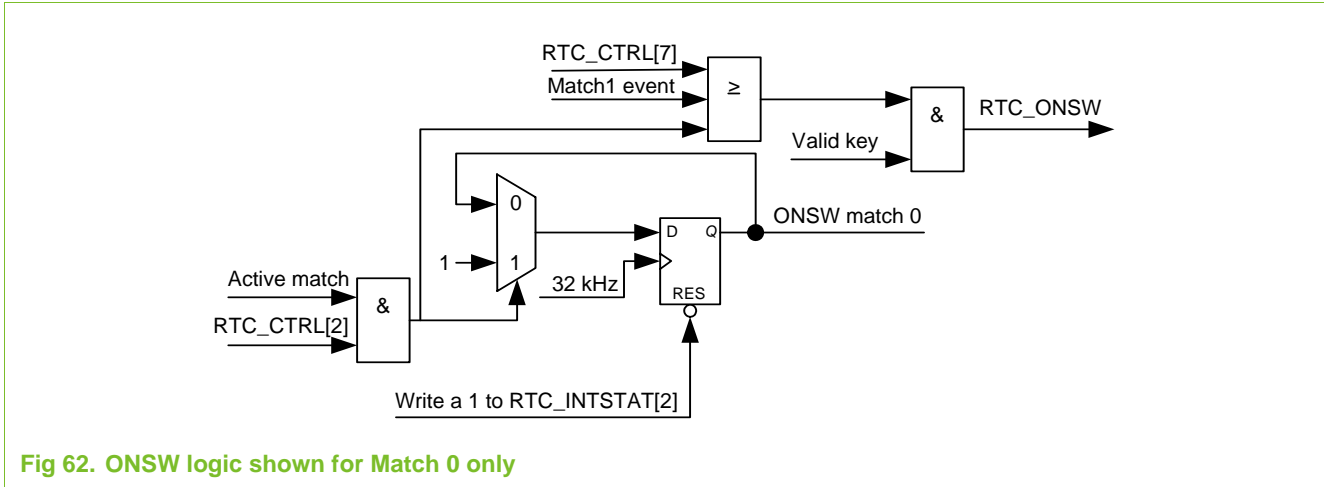 RTC_CTRL[7]
Match1 event
≥
&
RTC_ONSW
Valid key
0
ONSW match 0
D
Q
1
1
32 kHz
RES
Active match
&
RTC_CTRL[2]
Write a 1 to RTC_INTSTAT[2]
Fig 62. ONSW logic shown for Match 0 only